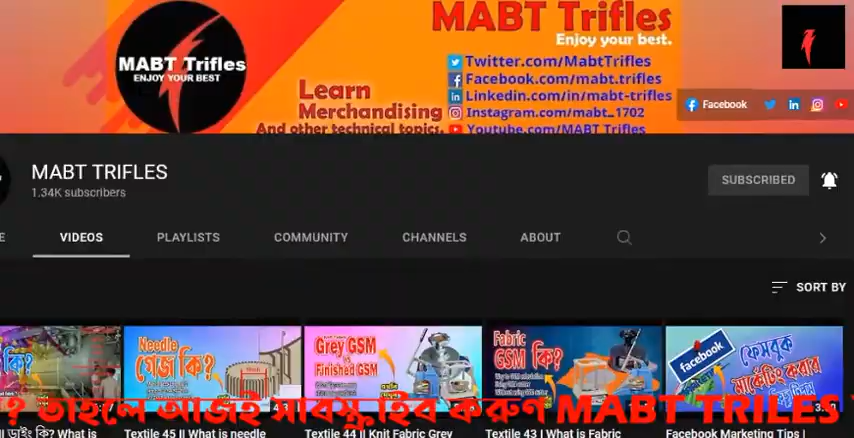 MABT Trifles
Enjoy your best.
MABT Trifles
ENJOY YOUR BEST
Twitter.com/MabtTrifles
Facebook.com/mabt.trifles
Learn
Linkedin.com/in/mabt-trifles
Merchandising
Instagram.com/mabt_1702
And other technical topics.
Youtube.com/MABT Trifles
Facebook
MABT TRIFLES
1.34K subscribers
SUBSCRIBED
VIDEOS PLAYLISTS COMMUNITY CHANNELS ABOUT
SORT BY
কি?
Needle
গেজ কি?
Grey GSM
Finished GSM
Fabric
GSM কি?
facebook
ফেসবুক
মার্কেটিং করার
? তাহলে আজই সাবস্ক্রাইব করুন MABT TRILES
|| ডাইং কি? What is
Textile 45 || What is needle
Textile 44 || Knit Fabric Grey
Textile 43 | What is Fabric
Facebook Marketing Tips |